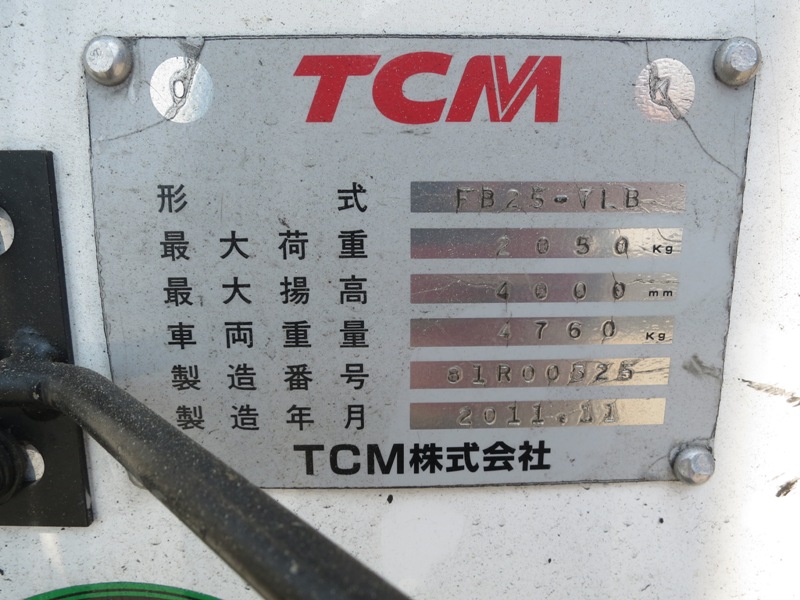 TCM
形式 FB25-7LB
最大荷重 2050 Kg
最大揚高 4000 mm
車両重量 4760 Kg
製造番号 81R00525
製造年月 2011.11
TCM株式会社